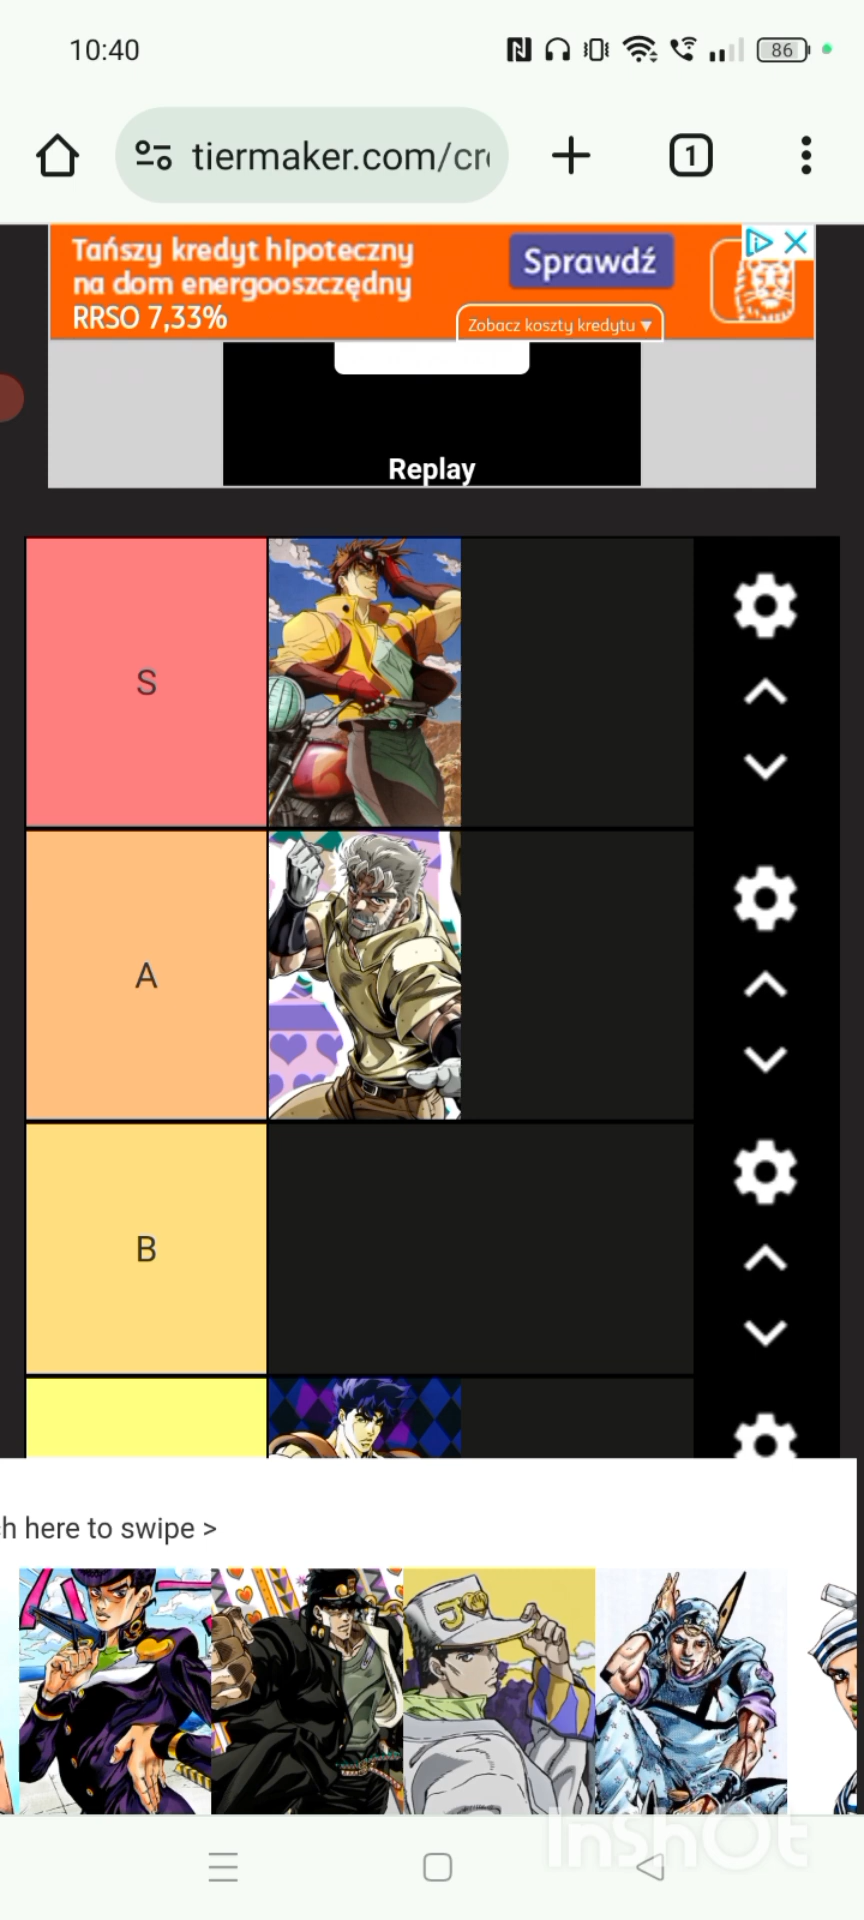 10:40
86
tiermaker.com/cr
1
Tańszy kredyt hipoteczny
na dom energooszczędny
RRSO 7,33%
Sprawdź
Zobacz koszty kredytu ▼
Replay
S
A
B
h here to swipe >
J
InShOt